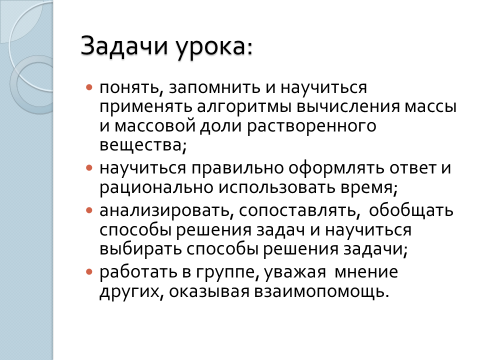 Задачи урока:
• понять, запомнить и научиться
применять алгоритмы вычисления массы
и массовой доли растворенного
вещества;
• научиться правильно оформлять ответ и
рационально использовать время;
• анализировать, сопоставлять,  обобщать
способы решения задач и научиться
выбирать способы решения задачи;
• работать в группе, уважая  мнение
других, оказывая взаимопомощь.